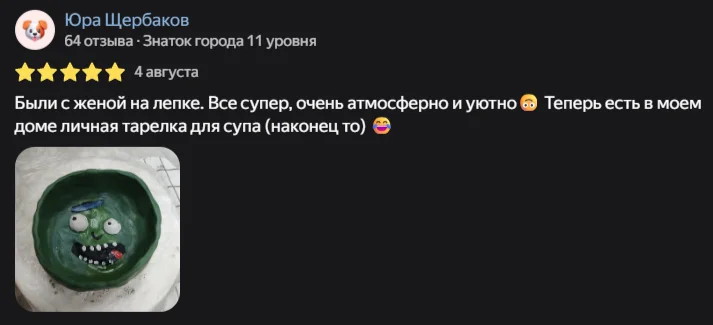 Юра Щербаков
64 отзыва · Знаток города 11 уровня
4 августа
Были с женой на лепке. Все супер, очень атмосферно и уютно Теперь есть в моем
доме личная тарелка для супа (наконец то) 😂